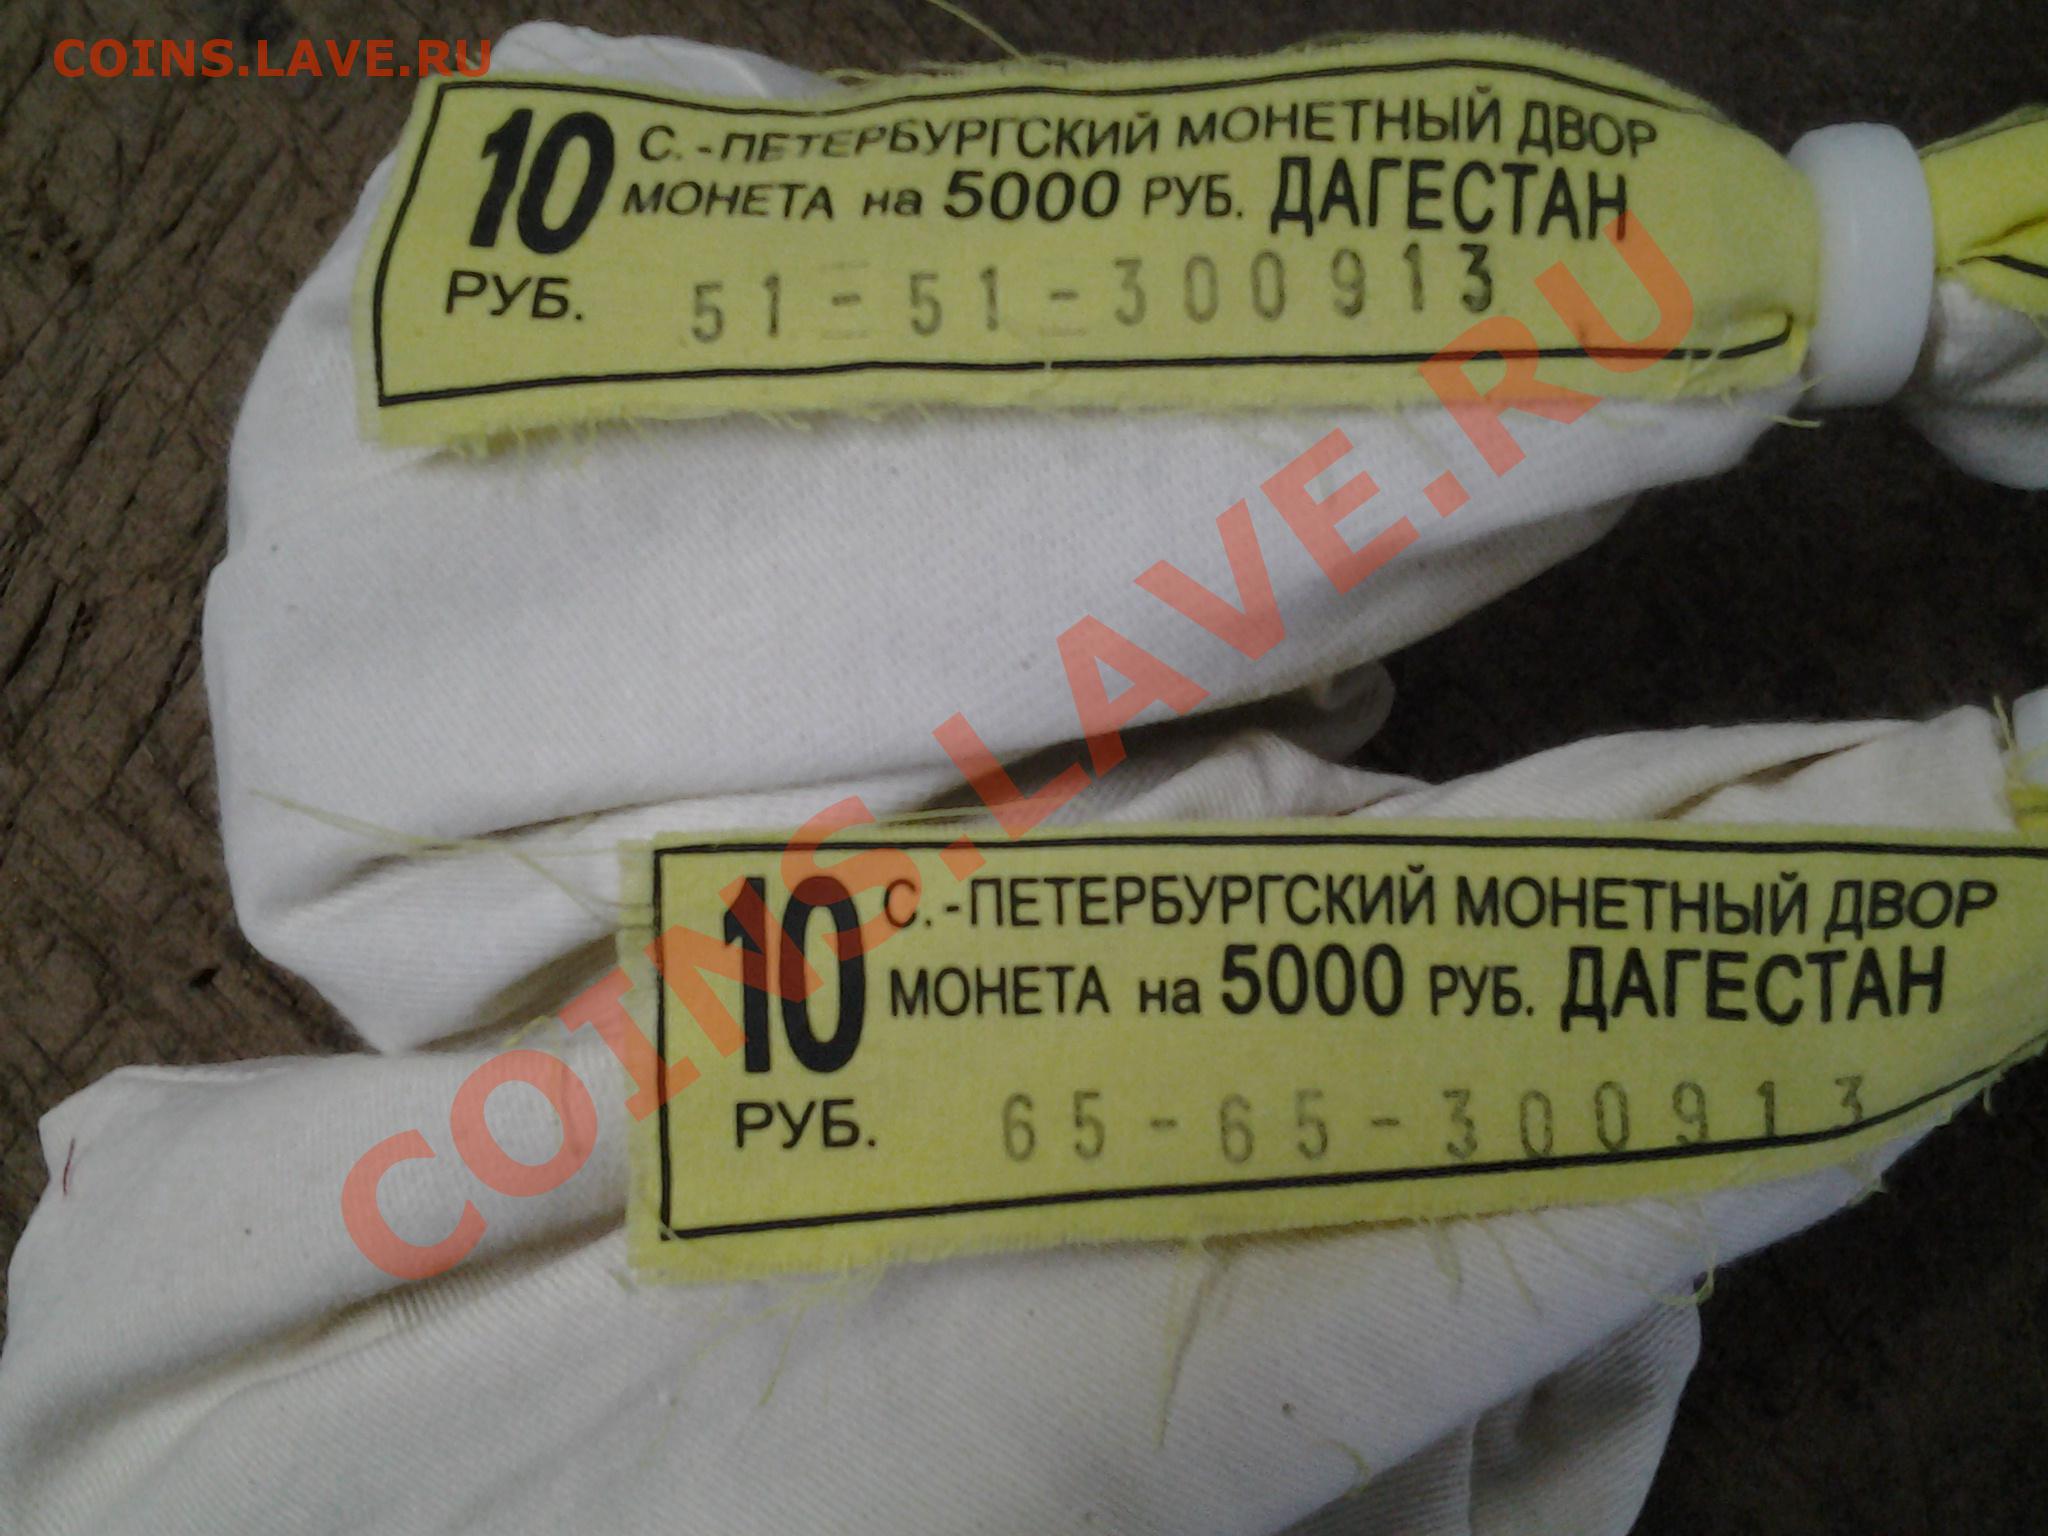 COINS.LAVE.RU
10 С.-ПЕТЕРБУРГСКИЙ МОНЕТНЫЙ ДВОР
МОНЕТА на 5000 РУБ. ДАГЕСТАН
РУБ. 51-51-300913
COINS.LAVE.RU
10 С.-ПЕТЕРБУРГСКИЙ МОНЕТНЫЙ ДВОР
МОНЕТА на 5000 РУБ. ДАГЕСТАН
РУБ. 65-65-300913